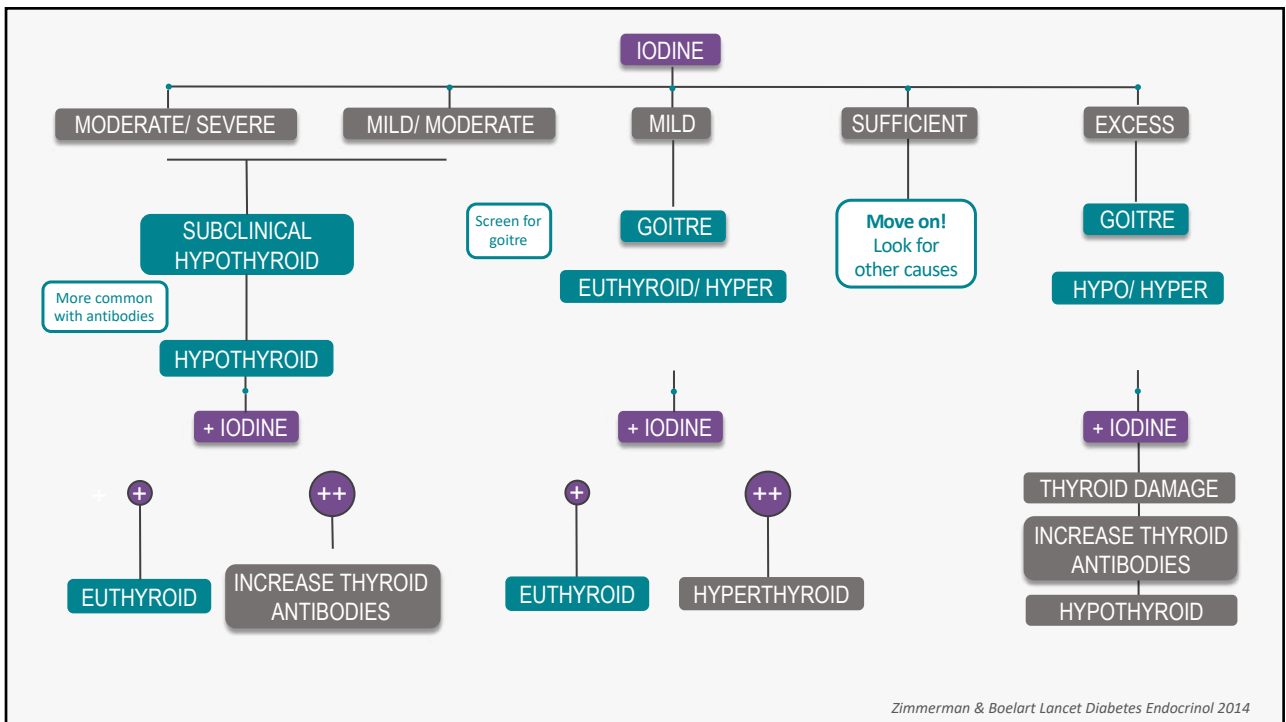 IODINE
MODERATE/ SEVERE
MILD/ MODERATE
MILD
SUFFICIENT
EXCESS
SUBCLINICAL
HYPOTHYROID
More common
with antibodies
HYPOTHYROID
Screen for
goitre
GOITRE
EUTHYROID/ HYPER
Move on!
Look for
other causes
GOITRE
HYPO/ HYPER
+ IODINE
+ IODINE
+ IODINE
+
+
++
+
++
EUTHYROID
INCREASE THYROID
ANTIBODIES
EUTHYROID
HYPERTHYROID
THYROID DAMAGE
INCREASE THYROID
ANTIBODIES
HYPOTHYROID
Zimmerman & Boelart Lancet Diabetes Endocrinol 2014